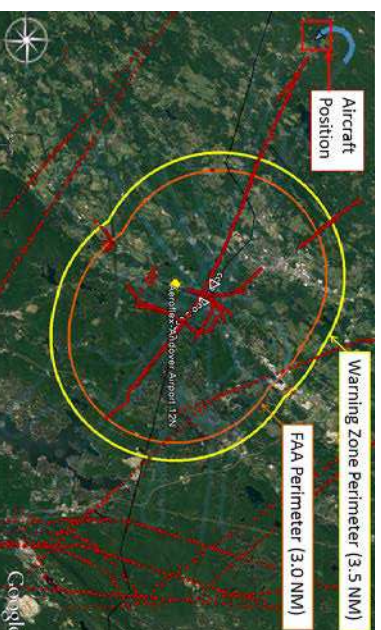 Aircraft
Position
Warning Zone Perimeter (3.5 NM)
FAA Perimeter (3.0 NM)
Aeroflex-Andover Airport 12N
Google